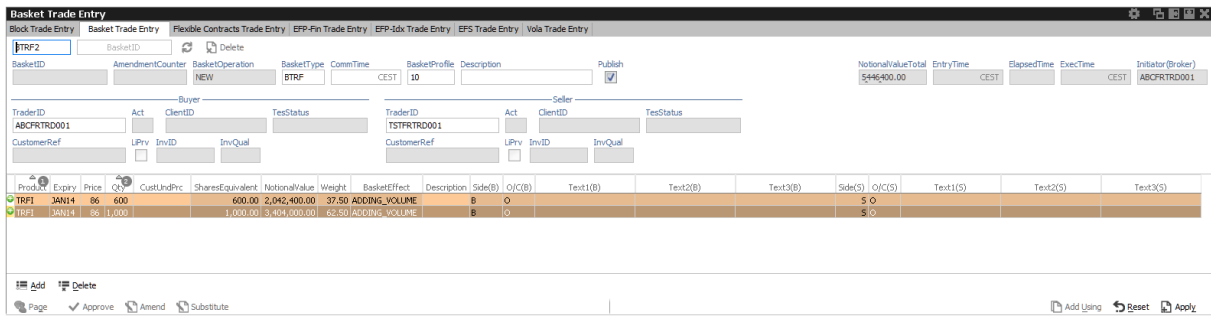 Basket Trade Entry
Block Trade Entry Basket Trade Entry Flexible Contracts Trade Entry EFP-Fin Trade Entry EFP-Idx Trade Entry EFS Trade Entry Vola Trade Entry
BTRF2 BasketID Delete
BasketID AmendmentCounter BasketOperation BasketType CommTime BasketProfile Description Publish NotionalValueTotal EntryTime ElapsedTime ExecTime Initiator(Broker)
NEW BTRF CEST 10 5446400.00 CEST CEST ABCFRTRD001
Buyer Seller
TraderID Act ClientID TesStatus TraderID Act ClientID TesStatus
ABCFRTRD001 TSTFRTRD001
CustomerRef LiPrv InvID InvQual CustomerRef LiPrv InvID InvQual
Product 1 Expiry Price Qty 2 CustUndPrc SharesEquivalent NotionalValue Weight BasketEffect Description Side(B) O/C(B) Text1(B) Text2(B) Text3(B) Side(S) O/C(S) Text1(S) Text2(S) Text3(S)
TRFI JAN14 86 600 600.00 2,042,400.00 37.50 ADDING_VOLUME B O S O
TRFI JAN14 86 1,000 1,000.00 3,404,000.00 62.50 ADDING_VOLUME B O S O
Add Delete
Page Approve Amend Substitute Add Using Reset Apply